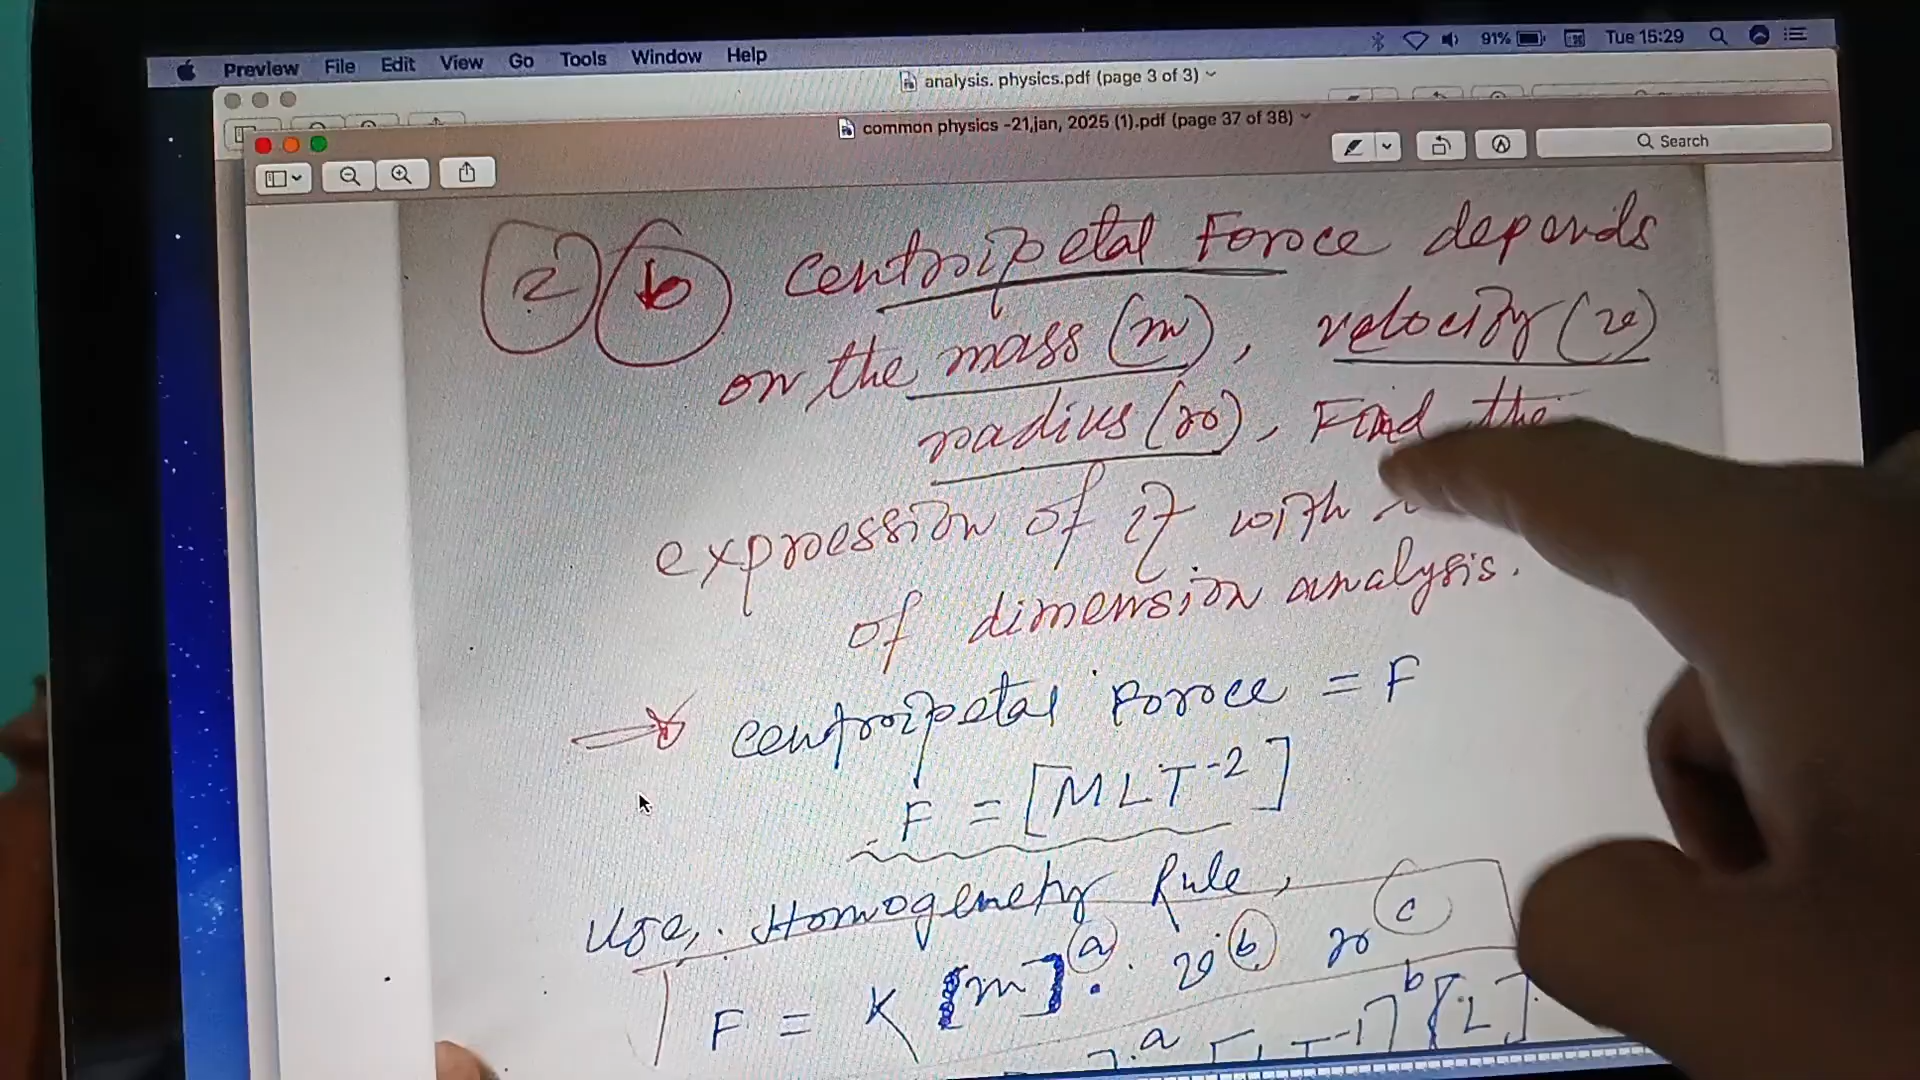 Preview File Edit View Go Tools Window Help 91% Tue 15:29
analysis. physics.pdf (page 3 of 3)
common physics -21,jan, 2025 (1).pdf (page 37 of 38)
Search
2 b centripetal Force depends
on the mass (m), velocity (v)
radius (r), Find the
expression of it with
of dimension analysis.
centripetal Force = F
F = [MLT⁻²]
Use, Homogenety Rule,
F = K [m]ᵃ. vᵇ rᶜ
a T⁻¹]ᵇ [L]